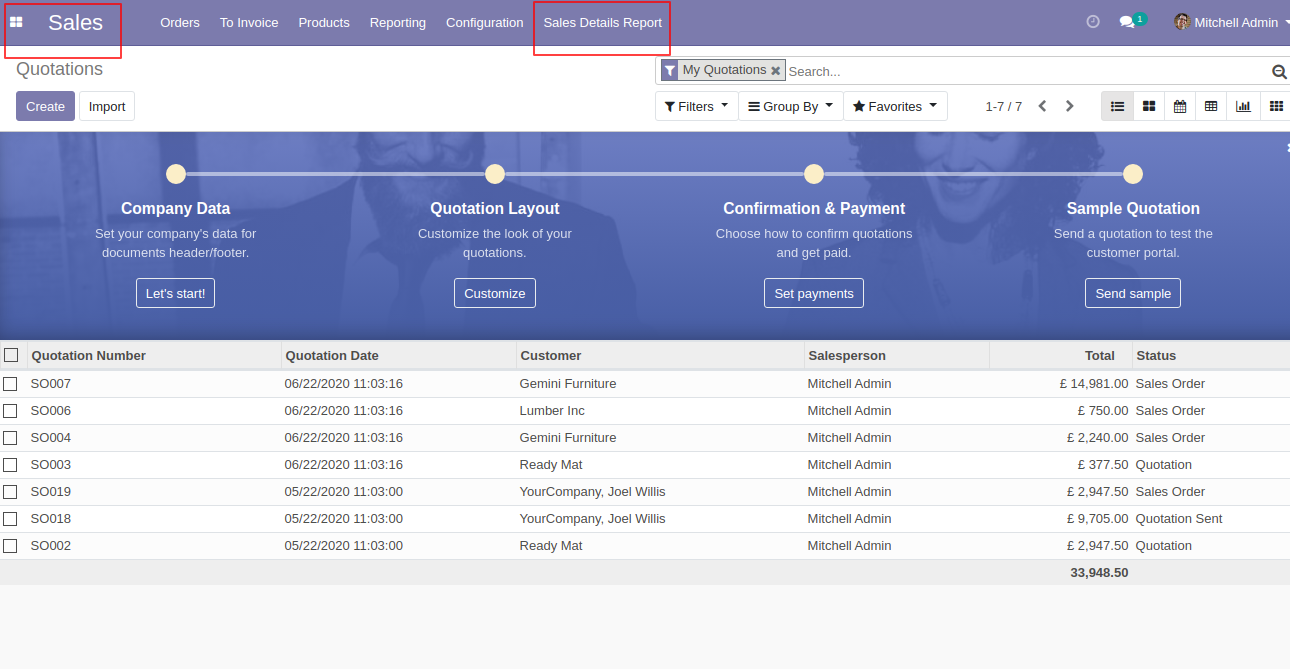 Sales Orders To Invoice Products Reporting Configuration Sales Details Report 1 Mitchell Admin
Quotations
My Quotations Search...
Create Import Filters Group By Favorites 1-7 / 7
Company Data Quotation Layout Confirmation & Payment Sample Quotation
Set your company's data for Customize the look of your Choose how to confirm quotations Send a quotation to test the
documents header/footer. quotations. and get paid. customer portal.
Let's start! Customize Set payments Send sample
Quotation Number Quotation Date Customer Salesperson Total Status
SO007 06/22/2020 11:03:16 Gemini Furniture Mitchell Admin £ 14,981.00 Sales Order
SO006 06/22/2020 11:03:16 Lumber Inc Mitchell Admin £ 750.00 Sales Order
SO004 06/22/2020 11:03:16 Gemini Furniture Mitchell Admin £ 2,240.00 Sales Order
SO003 06/22/2020 11:03:16 Ready Mat Mitchell Admin £ 377.50 Quotation
SO019 05/22/2020 11:03:00 YourCompany, Joel Willis Mitchell Admin £ 2,947.50 Sales Order
SO018 05/22/2020 11:03:00 YourCompany, Joel Willis Mitchell Admin £ 9,705.00 Quotation Sent
SO002 05/22/2020 11:03:00 Ready Mat Mitchell Admin £ 2,947.50 Quotation
33,948.50